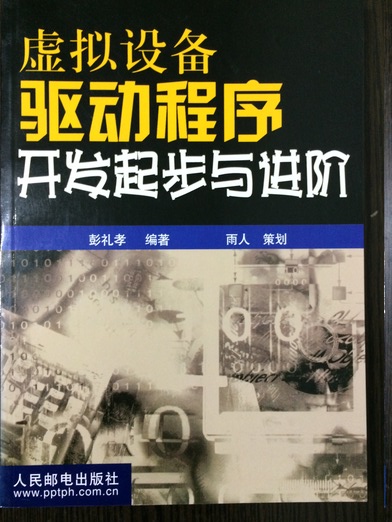 虚拟设备
驱动程序
开发起步与进阶
彭礼孝 编著 雨人 策划
人民邮电出版社
www.pptph.com.cn